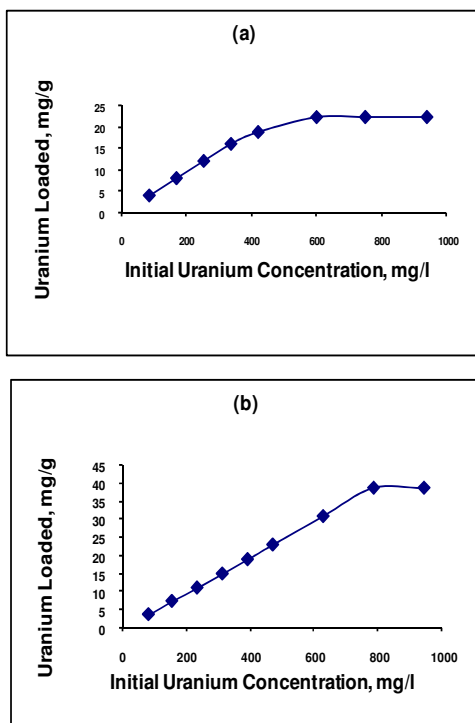 (a)
Uranium Loaded, mg/g
25
20
15
10
5
0
0 200 400 600 800 1000
Initial Uranium Concentration, mg/l
(b)
Uranium Loaded, mg/g
45
40
35
30
25
20
15
10
5
0
0 200 400 600 800 1000
Initial Uranium Concentration, mg/l